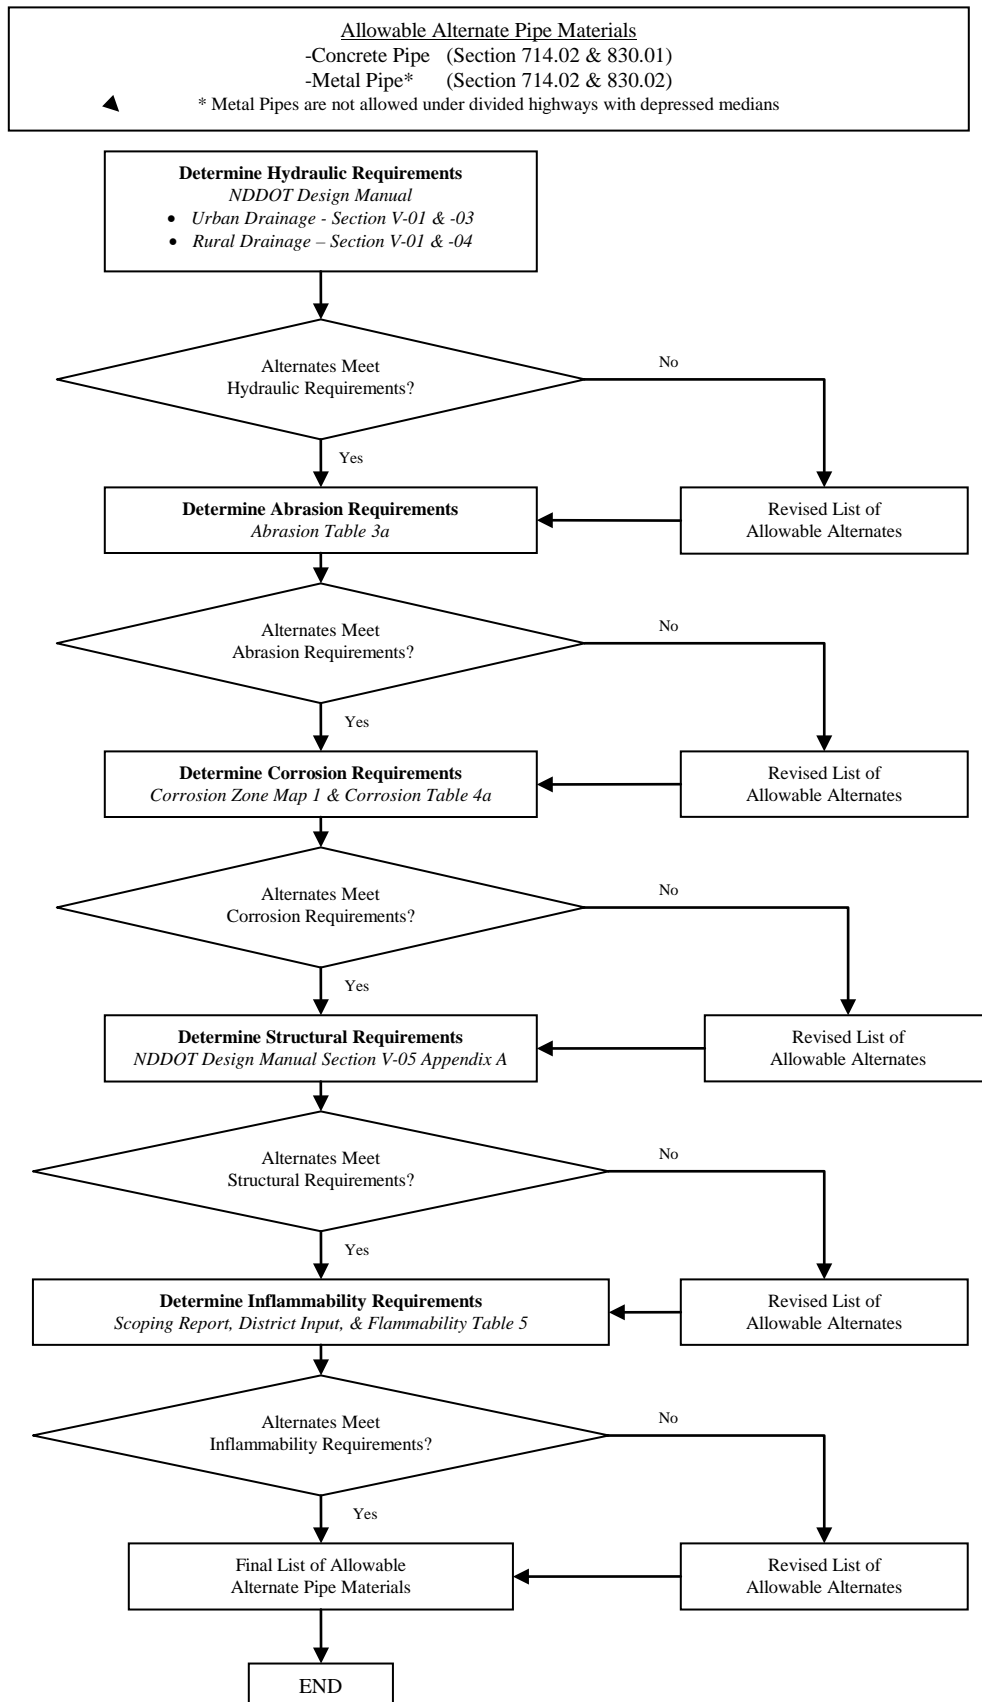 Allowable Alternate Pipe Materials
-Concrete Pipe (Section 714.02 & 830.01)
-Metal Pipe* (Section 714.02 & 830.02)
* Metal Pipes are not allowed under divided highways with depressed medians
Determine Hydraulic Requirements
NDDOT Design Manual
• Urban Drainage - Section V-01 & -03
• Rural Drainage – Section V-01 & -04
Alternates Meet
Hydraulic Requirements?
No
Yes
Determine Abrasion Requirements
Abrasion Table 3a
Revised List of
Allowable Alternates
Alternates Meet
Abrasion Requirements?
No
Yes
Determine Corrosion Requirements
Corrosion Zone Map 1 & Corrosion Table 4a
Revised List of
Allowable Alternates
Alternates Meet
Corrosion Requirements?
No
Yes
Determine Structural Requirements
NDDOT Design Manual Section V-05 Appendix A
Revised List of
Allowable Alternates
Alternates Meet
Structural Requirements?
No
Yes
Determine Inflammability Requirements
Scoping Report, District Input, & Flammability Table 5
Revised List of
Allowable Alternates
Alternates Meet
Inflammability Requirements?
No
Yes
Final List of Allowable
Alternate Pipe Materials
Revised List of
Allowable Alternates
END